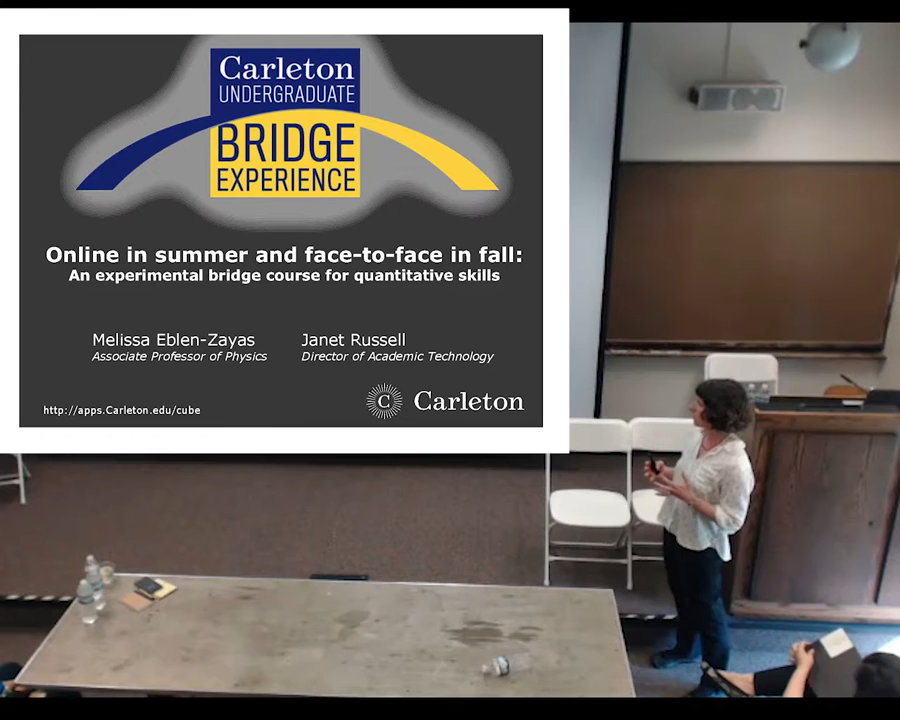 Carleton
UNDERGRADUATE
BRIDGE
EXPERIENCE
Online in summer and face-to-face in fall:
An experimental bridge course for quantitative skills
Melissa Eblen-Zayas
Associate Professor of Physics
Janet Russell
Director of Academic Technology
http://apps.Carleton.edu/cube
C
Carleton